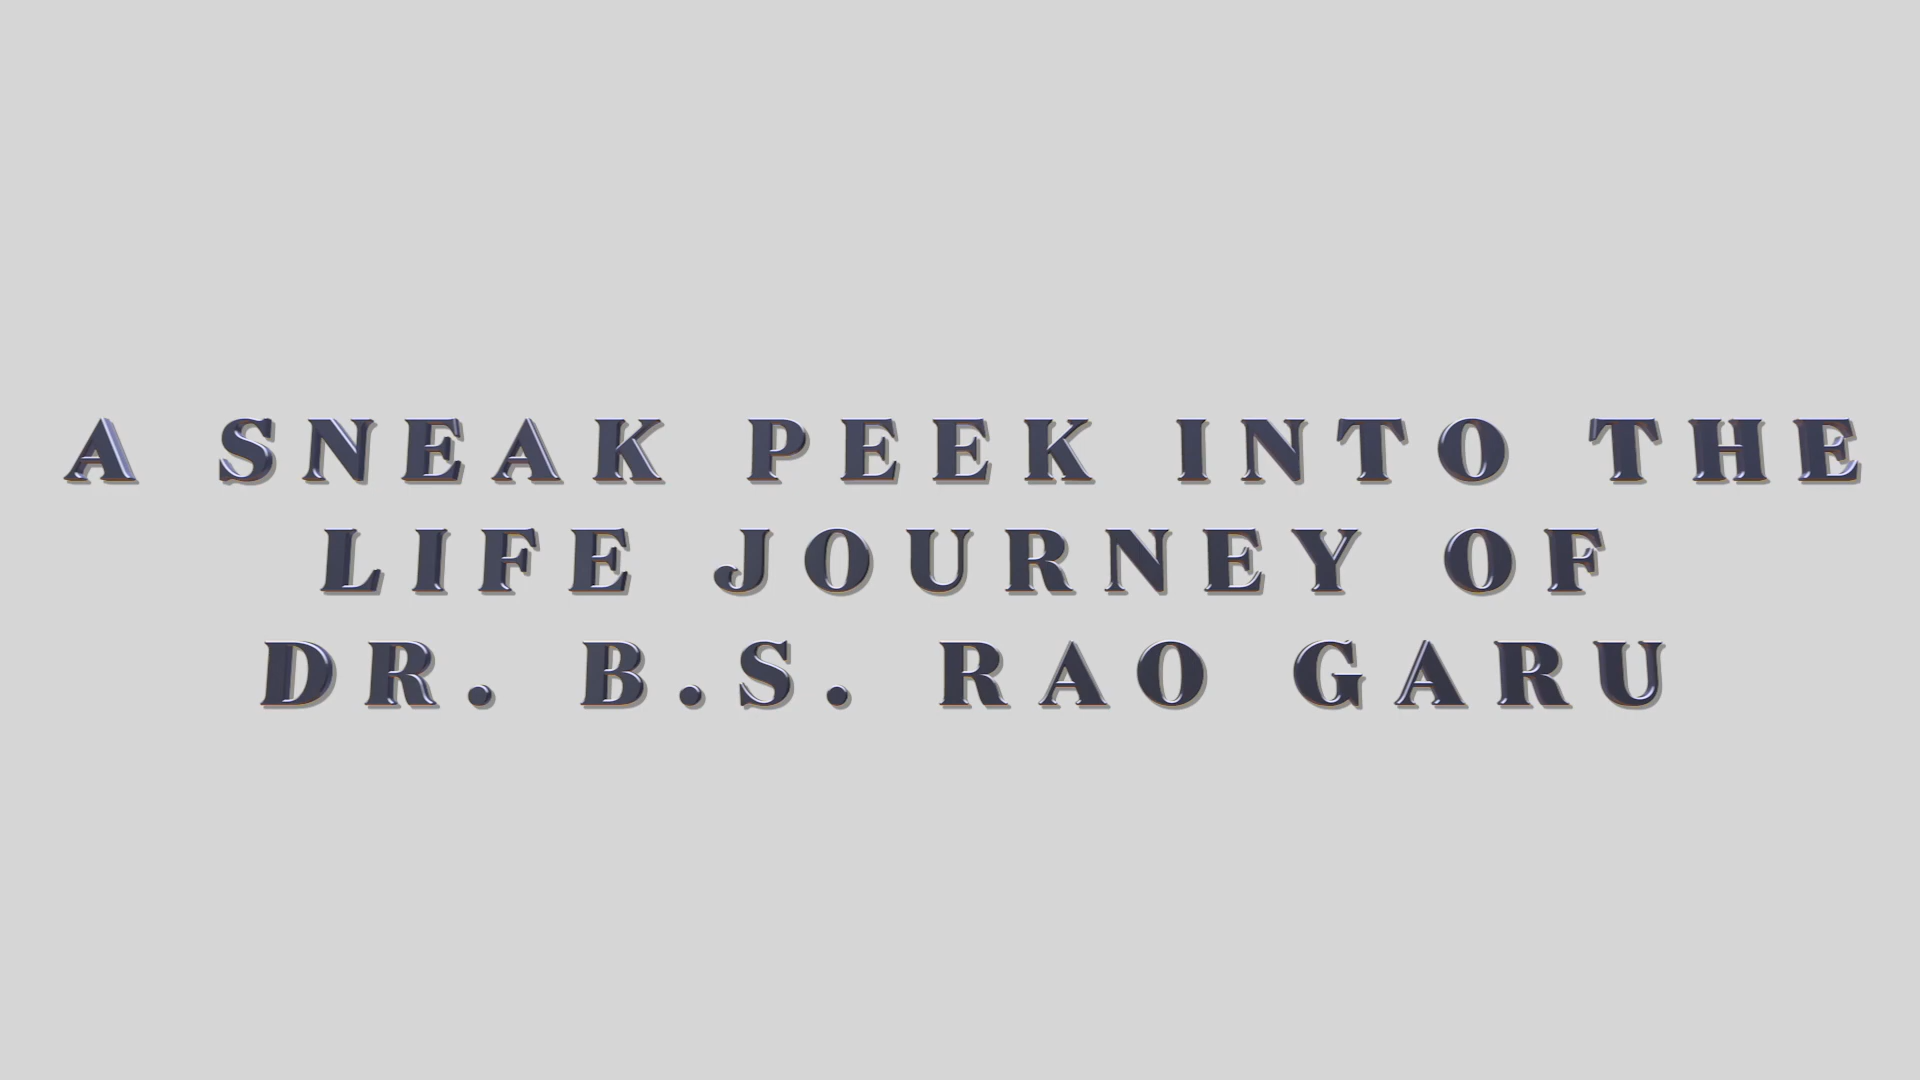 A SNEAK PEEK INTO THE
LIFE JOURNEY OF
DR. B.S. RAO GARU